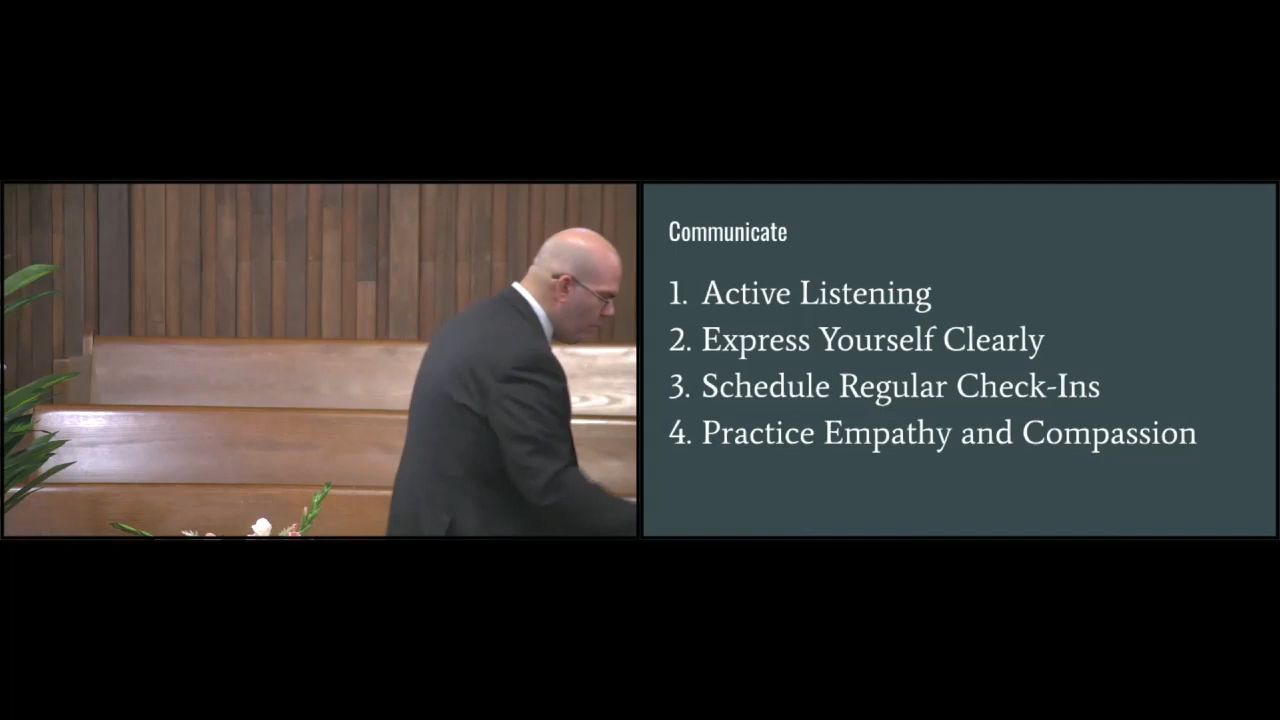 Communicate
1. Active Listening
2. Express Yourself Clearly
3. Schedule Regular Check-Ins
4. Practice Empathy and Compassion